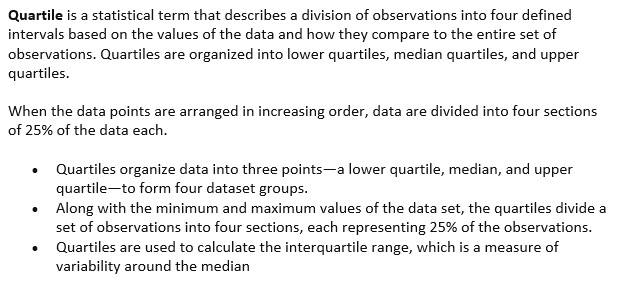 Quartile is a statistical term that describes a division of observations into four defined
intervals based on the values of the data and how they compare to the entire set of
observations. Quartiles are organized into lower quartiles, median quartiles, and upper
quartiles.
When the data points are arranged in increasing order, data are divided into four sections
of 25% of the data each.
• Quartiles organize data into three points—a lower quartile, median, and upper
quartile—to form four dataset groups.
• Along with the minimum and maximum values of the data set, the quartiles divide a
set of observations into four sections, each representing 25% of the observations.
• Quartiles are used to calculate the interquartile range, which is a measure of
variability around the median